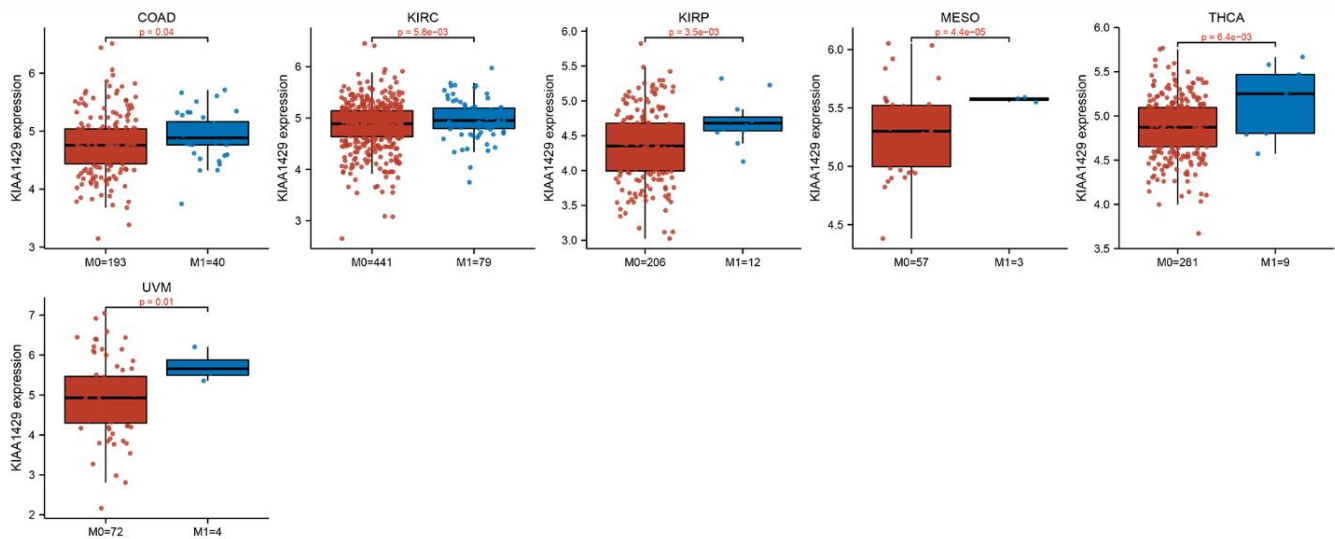 COAD
p = 0.04
KIAA1429 expression
6
5
4
3
M0=193 M1=40
KIRC
p = 5.8e−03
KIAA1429 expression
6
5
4
3
M0=441 M1=79
KIRP
p = 3.5e−03
KIAA1429 expression
6.0
5.5
5.0
4.5
4.0
3.5
3.0
M0=206 M1=12
MESO
p = 4.4e−05
KIAA1429 expression
6.0
5.5
5.0
4.5
M0=57 M1=3
THCA
p = 6.4e−03
KIAA1429 expression
6.0
5.5
5.0
4.5
4.0
3.5
M0=281 M1=9
UVM
p = 0.01
KIAA1429 expression
7
6
5
4
3
2
M0=72 M1=4